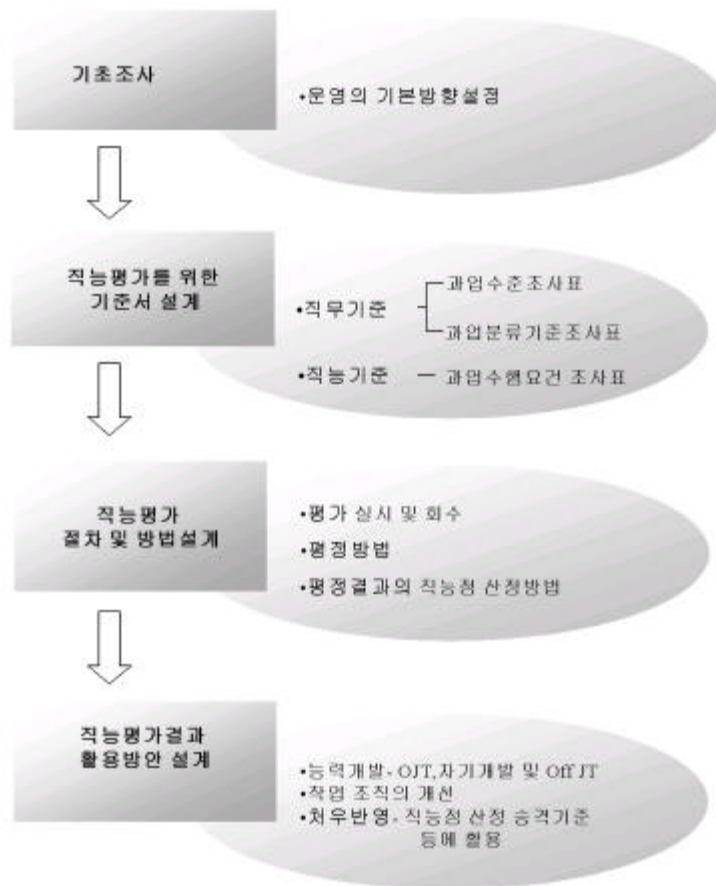 기초조사
•운영의 기본방향설정
직능평가를 위한
기준서 설계
•직무기준
과업수준조사표
과업분류기준조사표
•직능기준 — 과업수행요건 조사표
직능평가
절차 및 방법설계
•평가 실시 및 회수
•평정방법
•평정결과의 직능점 산정방법
직능평가결과
활용방안 설계
•능력개발- OJT,자기개발 및 Off JT
•작업 조직의 개선
•처우반영- 직능점 산정 승격기준
등에 활용